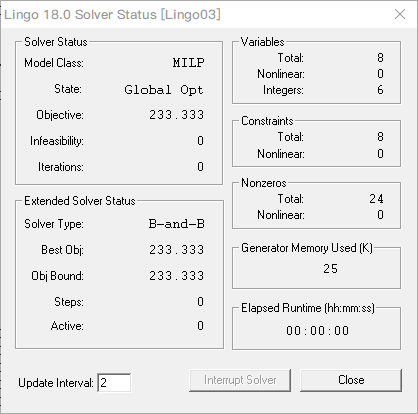 Lingo 18.0 Solver Status [Lingo03]
Solver Status
Model Class: MILP
State: Global Opt
Objective: 233.333
Infeasibility: 0
Iterations: 0
Extended Solver Status
Solver Type: B-and-B
Best Obj: 233.333
Obj Bound: 233.333
Steps: 0
Active: 0
Variables
Total: 8
Nonlinear: 0
Integers: 6
Constraints
Total: 8
Nonlinear: 0
Nonzeros
Total: 24
Nonlinear: 0
Generator Memory Used (K)
25
Elapsed Runtime (hh:mm:ss)
00:00:00
Update Interval: 2
Interrupt Solver
Close